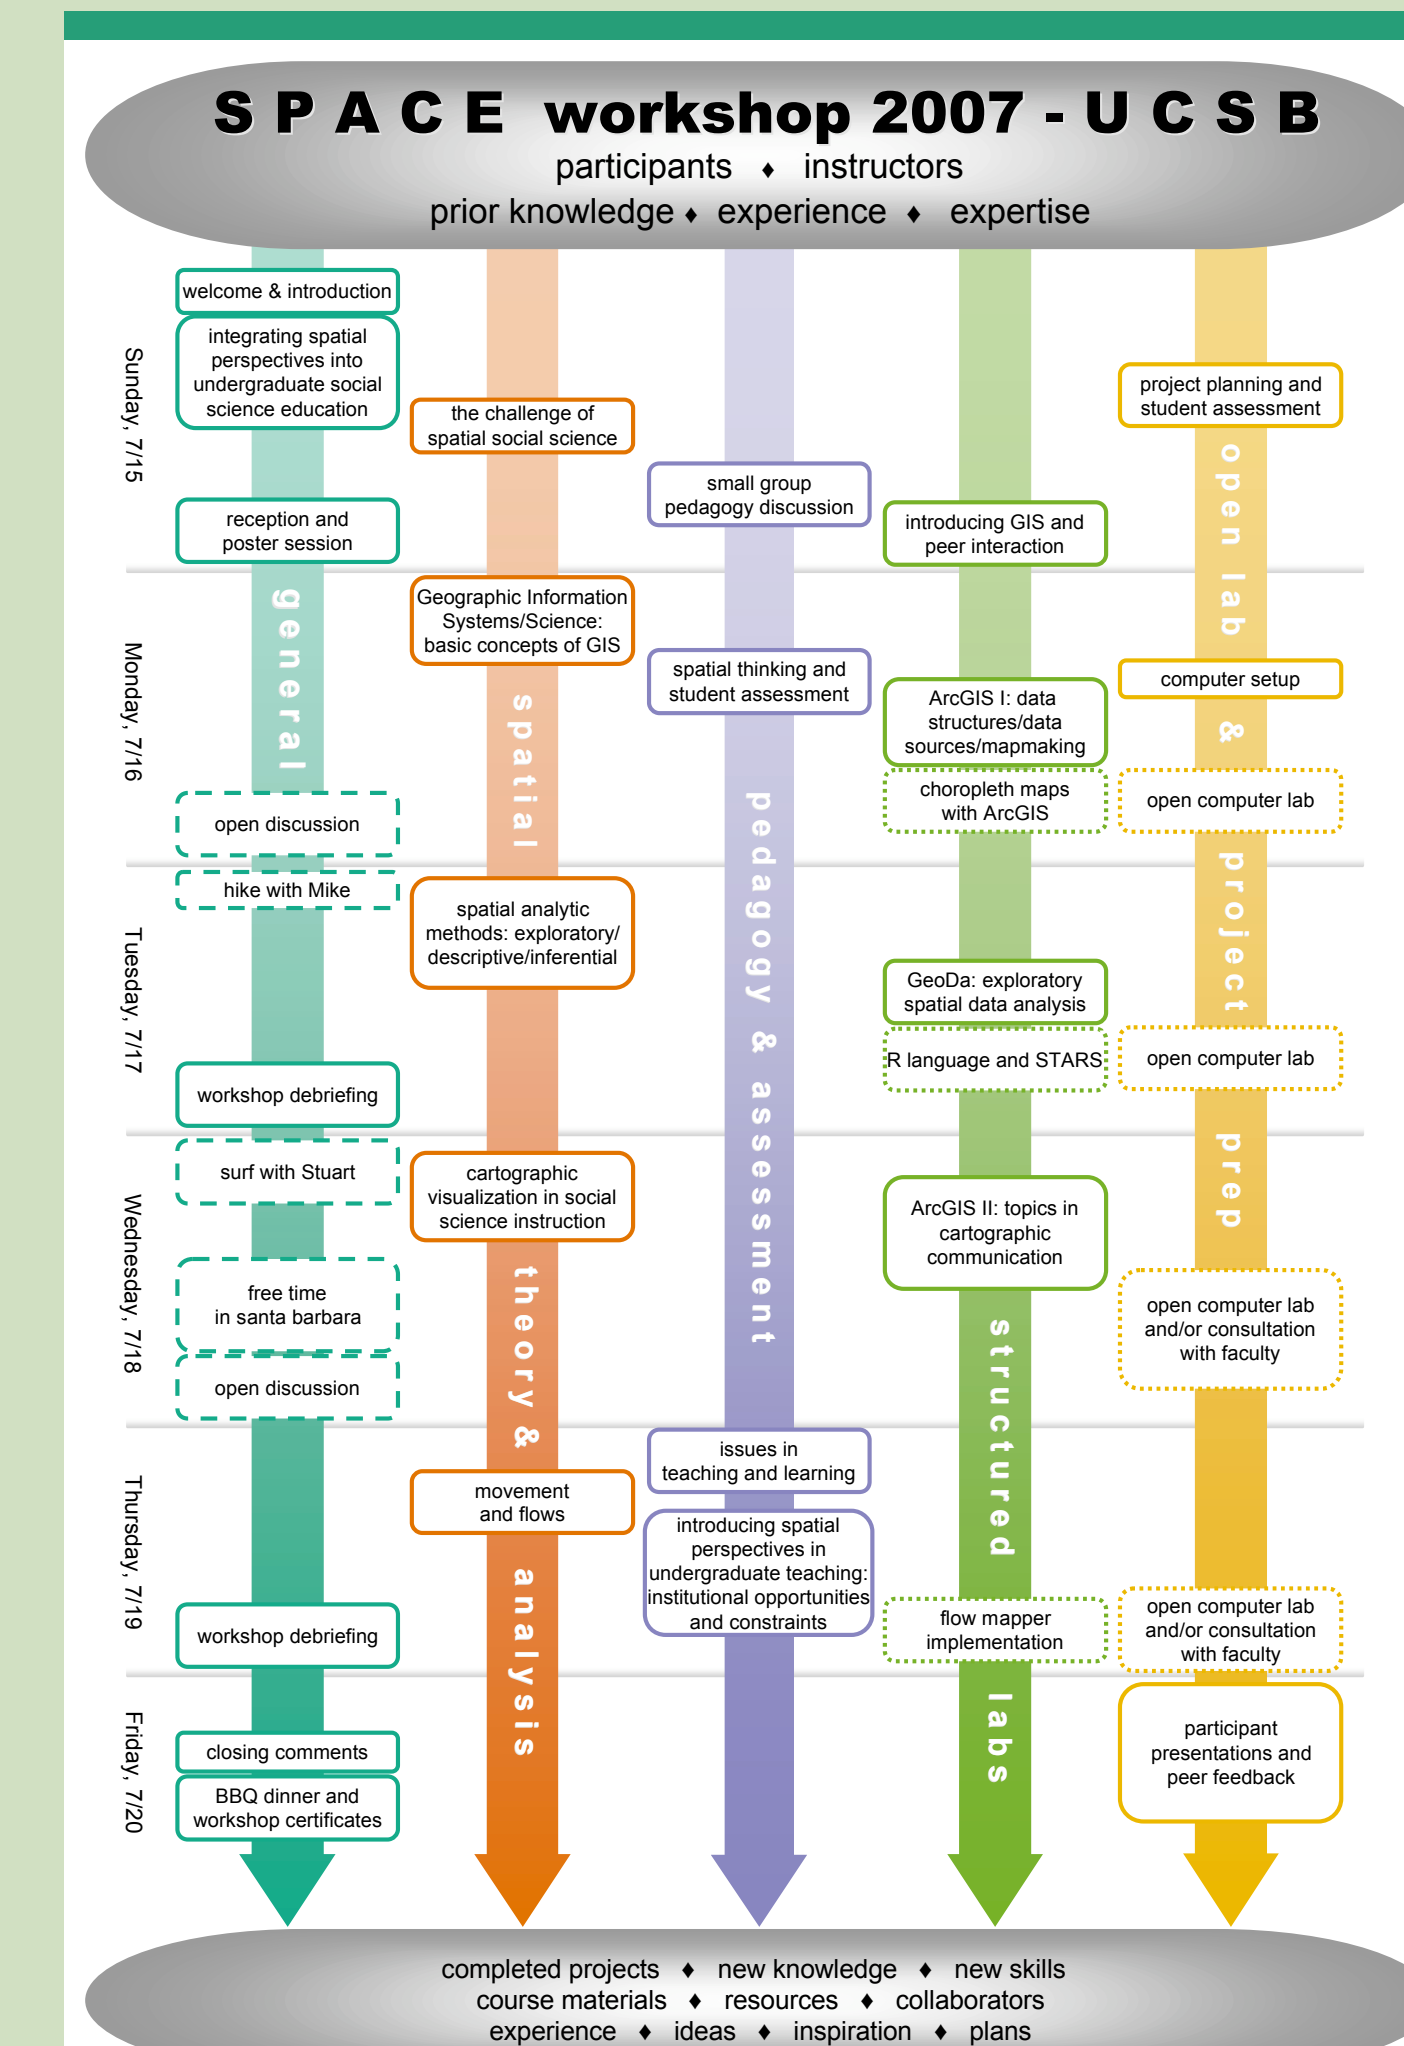 S P A C E workshop 2007 - U C S B
participants ♦ instructors
prior knowledge ♦ experience ♦ expertise
Sunday, 7/15
Monday, 7/16
Tuesday, 7/17
Wednesday, 7/18
Thursday, 7/19
Friday, 7/20
general
welcome & introduction
integrating spatial
perspectives into
undergraduate social
science education
reception and
poster session
open discussion
hike with Mike
workshop debriefing
surf with Stuart
free time
in santa barbara
open discussion
workshop debriefing
closing comments
BBQ dinner and
workshop certificates
spatial theory & analysis
the challenge of
spatial social science
Geographic Information
Systems/Science:
basic concepts of GIS
spatial analytic
methods: exploratory/
descriptive/inferential
cartographic
visualization in social
science instruction
movement
and flows
pedagogy & assessment
small group
pedagogy discussion
spatial thinking and
student assessment
issues in
teaching and learning
introducing spatial
perspectives in
undergraduate teaching:
institutional opportunities
and constraints
structured labs
introducing GIS and
peer interaction
ArcGIS I: data
structures/data
sources/mapmaking
choropleth maps
with ArcGIS
GeoDa: exploratory
spatial data analysis
R language and STARS
ArcGIS II: topics in
cartographic
communication
flow mapper
implementation
open lab & project prep
project planning and
student assessment
computer setup
open computer lab
open computer lab
open computer lab
and/or consultation
with faculty
open computer lab
and/or consultation
with faculty
participant
presentations and
peer feedback
completed projects ♦ new knowledge ♦ new skills
course materials ♦ resources ♦ collaborators
experience ♦ ideas ♦ inspiration ♦ plans